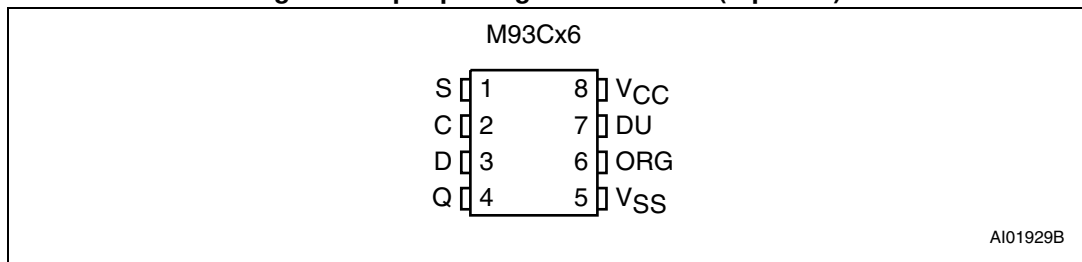 M93Cx6
S 1 8 VCC
C 2 7 DU
D 3 6 ORG
Q 4 5 VSS
AI01929B